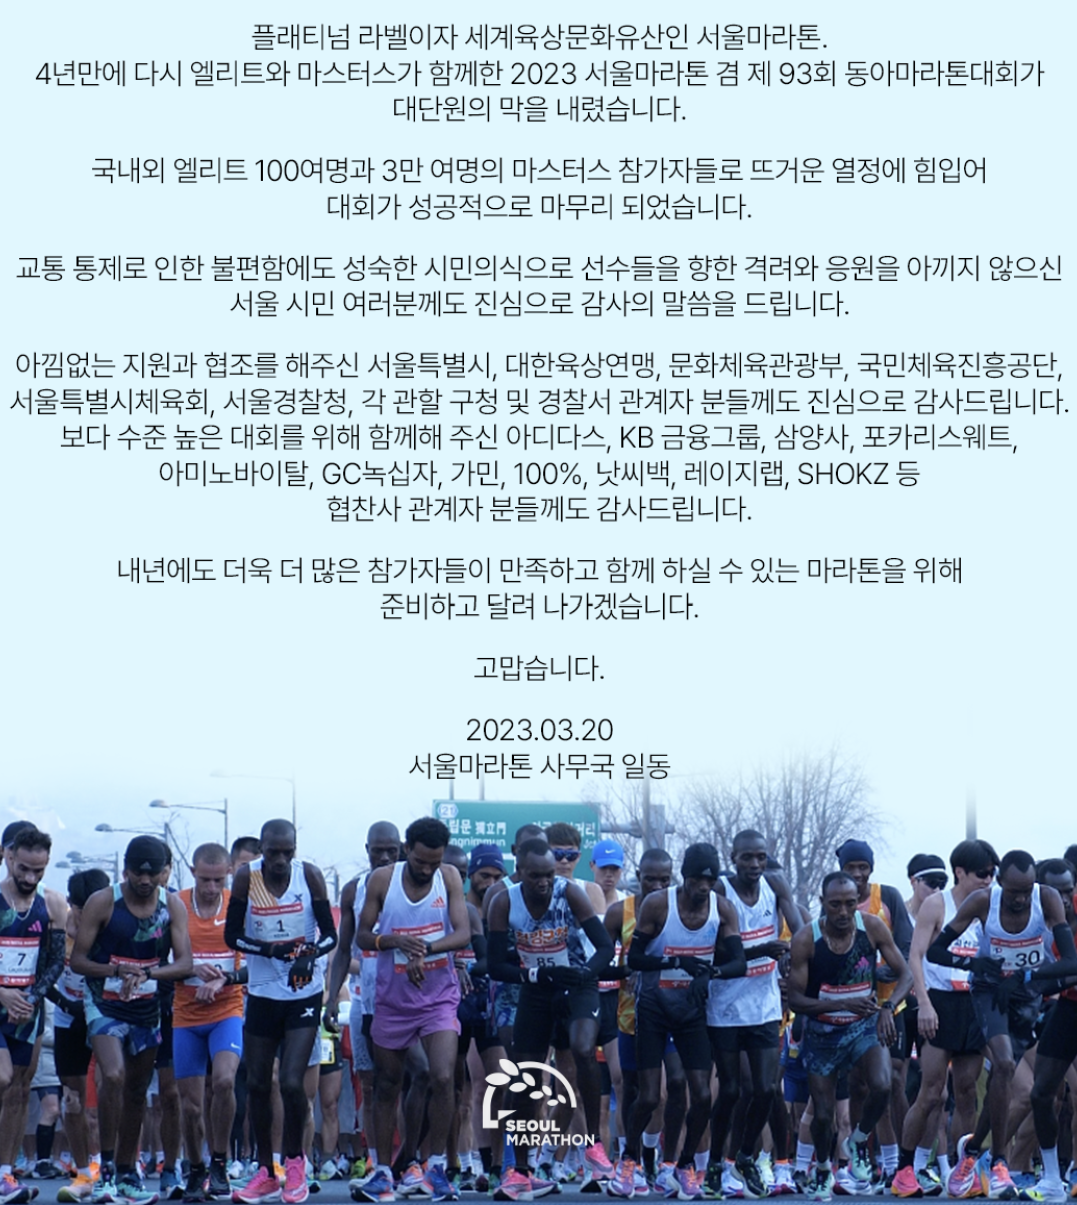 플래티넘 라벨이자 세계육상문화유산인 서울마라톤.
4년만에 다시 엘리트와 마스터스가 함께한 2023 서울마라톤 겸 제 93회 동아마라톤대회가
대단원의 막을 내렸습니다.
국내외 엘리트 100여명과 3만 여명의 마스터스 참가자들로 뜨거운 열정에 힘입어
대회가 성공적으로 마무리 되었습니다.
교통 통제로 인한 불편함에도 성숙한 시민의식으로 선수들을 향한 격려와 응원을 아끼지 않으신
서울 시민 여러분께도 진심으로 감사의 말씀을 드립니다.
아낌없는 지원과 협조를 해주신 서울특별시, 대한육상연맹, 문화체육관광부, 국민체육진흥공단,
서울특별시체육회, 서울경찰청, 각 관할 구청 및 경찰서 관계자 분들께도 진심으로 감사드립니다.
보다 수준 높은 대회를 위해 함께해 주신 아디다스, KB 금융그룹, 삼양사, 포카리스웨트,
아미노바이탈, GC녹십자, 가민, 100%, 낫씨백, 레이지랩, SHOKZ 등
협찬사 관계자 분들께도 감사드립니다.
내년에도 더욱 더 많은 참가자들이 만족하고 함께 하실 수 있는 마라톤을 위해
준비하고 달려 나가겠습니다.
고맙습니다.
2023.03.20
서울마라톤 사무국 일동
21
립문 獨立門
7
1
85
30
SEOUL
MARATHON